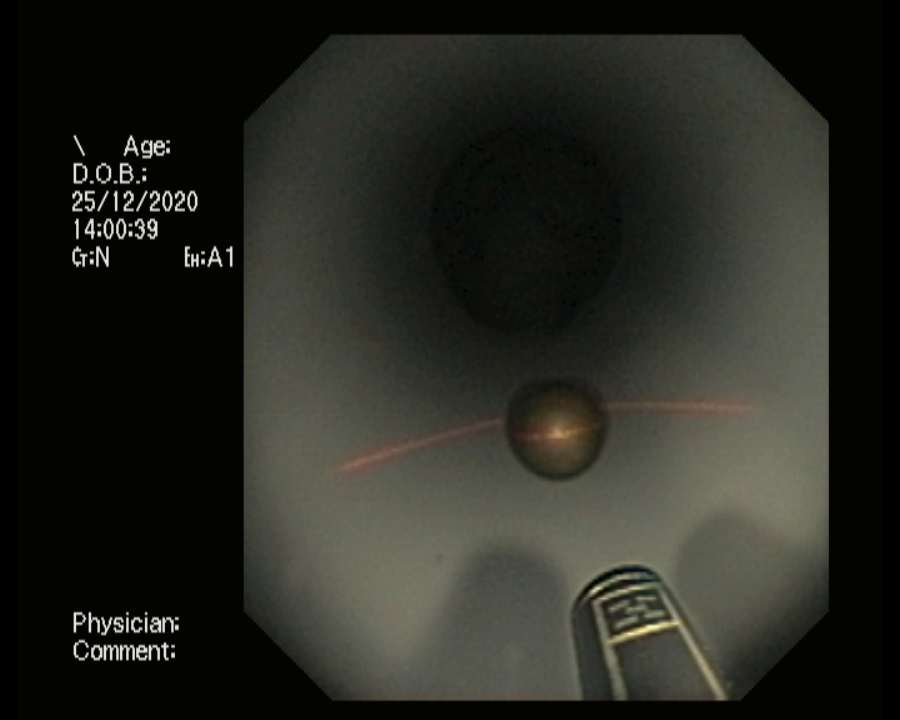 \ Age:
D.O.B.:
25/12/2020
14:00:39
Cr:N Eh:A1
Physician:
Comment: